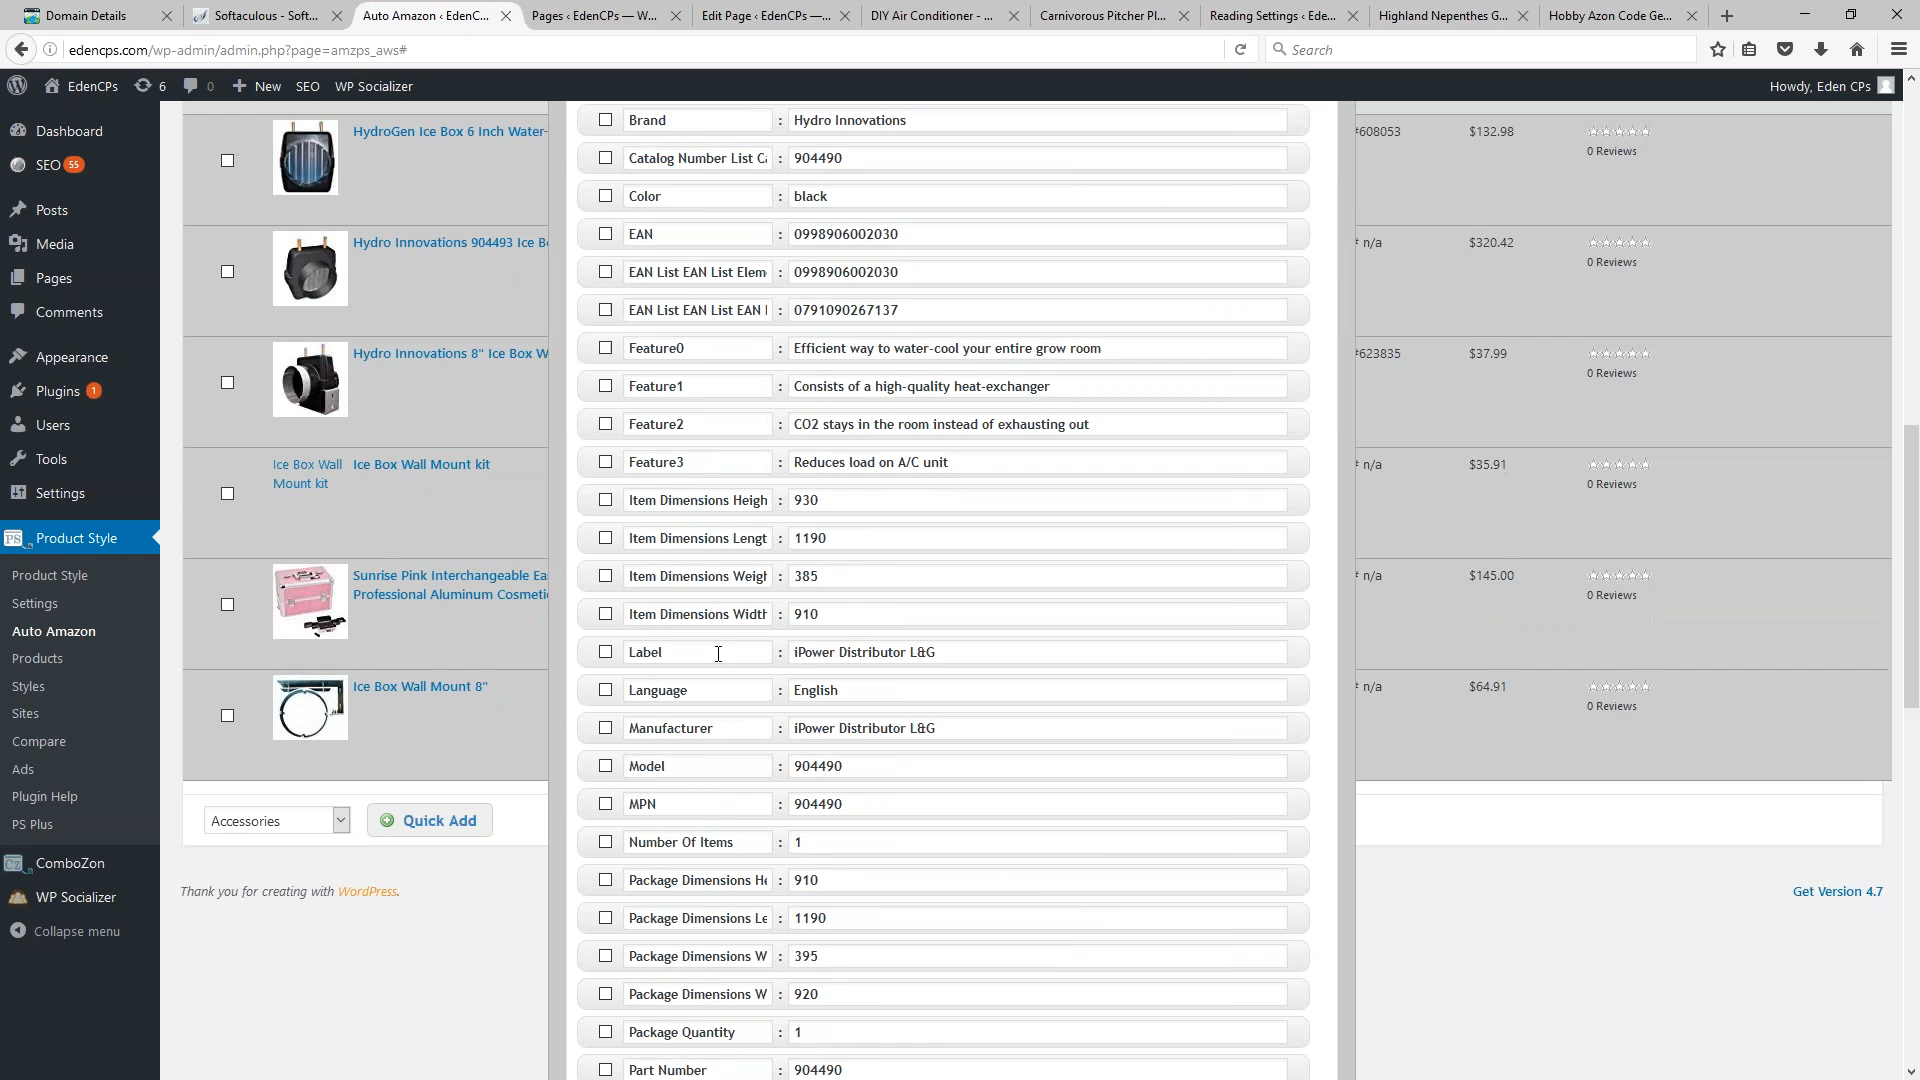 Domain Details
Softaculous - Soft...
Auto Amazon ‹ EdenC...
Pages ‹ EdenCPs — W...
Edit Page ‹ EdenCPs —...
DIY Air Conditioner - ...
Carnivorous Pitcher Pl...
Reading Settings ‹ Ede...
Highland Nepenthes G...
Hobby Azon Code Ge...
edencps.com/wp-admin/admin.php?page=amzps_aws#
Search
EdenCPs
6
0
New
SEO
WP Socializer
Howdy, Eden CPs
Dashboard
SEO 55
Posts
Media
Pages
Comments
Appearance
Plugins 1
Users
Tools
Settings
PS Product Style
Product Style
Settings
Auto Amazon
Products
Styles
Sites
Compare
Ads
Plugin Help
PS Plus
CZ ComboZon
WP Socializer
Collapse menu
HydroGen Ice Box 6 Inch Water-
Hydro Innovations 904493 Ice B
Hydro Innovations 8" Ice Box W
Ice Box Wall
Mount kit
Ice Box Wall Mount kit
Sunrise Pink Interchangeable Ea
Professional Aluminum Cosmeti
Ice Box Wall Mount 8"
Accessories
Quick Add
Thank you for creating with WordPress.
Brand : Hydro Innovations
Catalog Number List Ca : 904490
Color : black
EAN : 0998906002030
EAN List EAN List Elem : 0998906002030
EAN List EAN List EAN : 0791090267137
Feature0 : Efficient way to water-cool your entire grow room
Feature1 : Consists of a high-quality heat-exchanger
Feature2 : CO2 stays in the room instead of exhausting out
Feature3 : Reduces load on A/C unit
Item Dimensions Heigh : 930
Item Dimensions Lengt : 1190
Item Dimensions Weigh : 385
Item Dimensions Width : 910
Label : iPower Distributor L&G
Language : English
Manufacturer : iPower Distributor L&G
Model : 904490
MPN : 904490
Number Of Items : 1
Package Dimensions He : 910
Package Dimensions Le : 1190
Package Dimensions W : 395
Package Dimensions W : 920
Package Quantity : 1
Part Number : 904490
#608053 $132.98
0 Reviews
# n/a $320.42
0 Reviews
#623835 $37.99
0 Reviews
# n/a $35.91
0 Reviews
# n/a $145.00
0 Reviews
# n/a $64.91
0 Reviews
Get Version 4.7